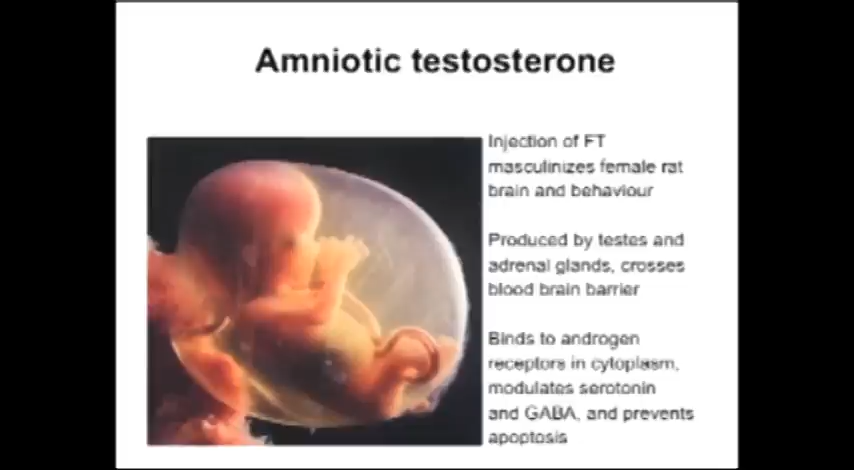 Amniotic testosterone
Injection of FT
masculinizes female rat
brain and behaviour
Produced by testes and
adrenal glands, crosses
blood brain barrier
Binds to androgen
receptors in cytoplasm,
modulates serotonin
and GABA, and prevents
apoptosis